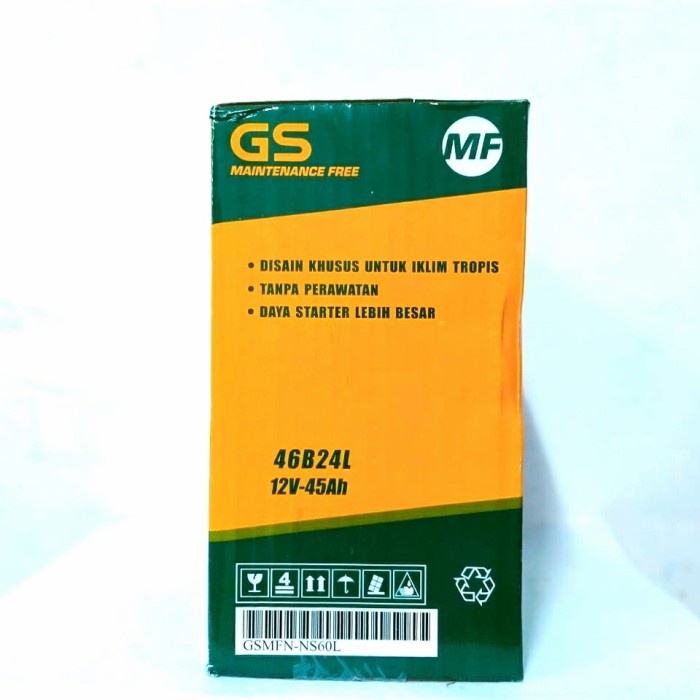 GS
MAINTENANCE FREE
MF
• DISAIN KHUSUS UNTUK IKLIM TROPIS
• TANPA PERAWATAN
• DAYA STARTER LEBIH BESAR
46B24L
12V-45Ah
4
GSMFN-NS60L